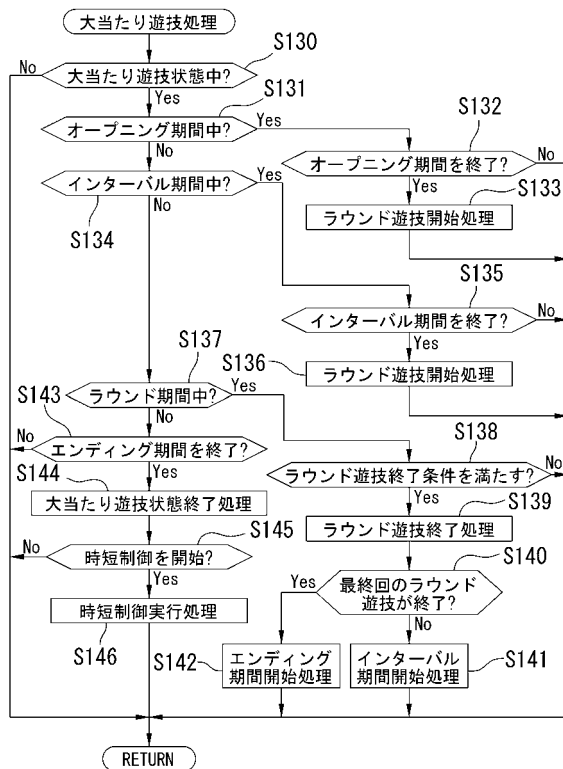 大当たり遊技処理
S130
No
大当たり遊技状態中?
Yes
S131
オープニング期間中?
Yes
No
S132
オープニング期間を終了?
No
Yes
S133
ラウンド遊技開始処理
インターバル期間中?
Yes
No
S134
S135
インターバル期間を終了?
No
Yes
S136
ラウンド遊技開始処理
S137
ラウンド期間中?
Yes
No
S143
No
エンディング期間を終了?
Yes
S138
ラウンド遊技終了条件を満たす?
No
Yes
S144
大当たり遊技状態終了処理
S139
ラウンド遊技終了処理
S145
No
時短制御を開始?
Yes
S140
Yes
最終回のラウンド
遊技が終了?
No
時短制御実行処理
S146
S142
エンディング
期間開始処理
インターバル
期間開始処理
S141
RETURN